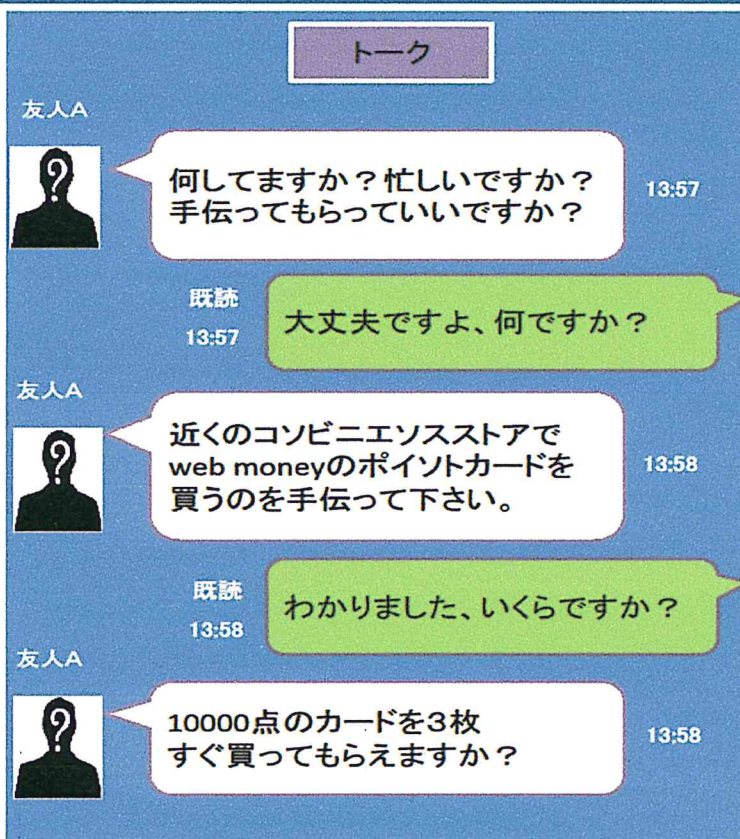 トーク
友人A
何してますか？忙しいですか？
手伝ってもらっていいですか？
13:57
既読
13:57
大丈夫ですよ、何ですか？
友人A
近くのコソビニエソスストアで
web moneyのポイソトカードを
買うのを手伝って下さい。
13:58
既読
13:58
わかりました、いくらですか？
友人A
10000点のカードを３枚
すぐ買ってもらえますか？
13:58